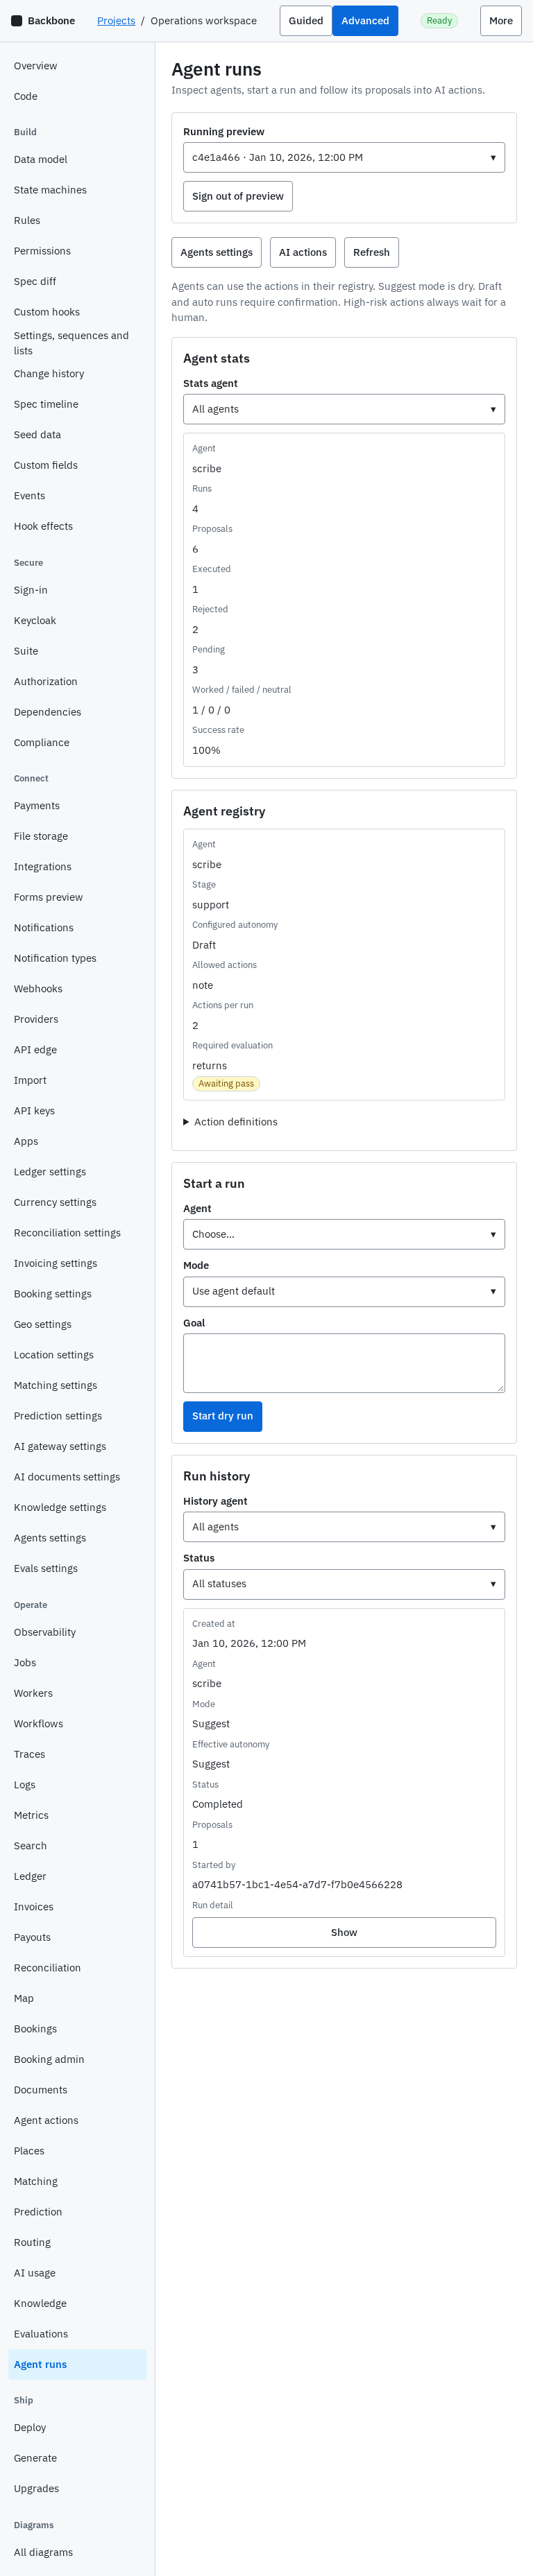 Backbone
Projects / Operations workspace
Guided
Advanced
Ready
More
Overview
Code
Build
Data model
State machines
Rules
Permissions
Spec diff
Custom hooks
Settings, sequences and
lists
Change history
Spec timeline
Seed data
Custom fields
Events
Hook effects
Secure
Sign-in
Keycloak
Suite
Authorization
Dependencies
Compliance
Connect
Payments
File storage
Integrations
Forms preview
Notifications
Notification types
Webhooks
Providers
API edge
Import
API keys
Apps
Ledger settings
Currency settings
Reconciliation settings
Invoicing settings
Booking settings
Geo settings
Location settings
Matching settings
Prediction settings
AI gateway settings
AI documents settings
Knowledge settings
Agents settings
Evals settings
Operate
Observability
Jobs
Workers
Workflows
Traces
Logs
Metrics
Search
Ledger
Invoices
Payouts
Reconciliation
Map
Bookings
Booking admin
Documents
Agent actions
Places
Matching
Prediction
Routing
AI usage
Knowledge
Evaluations
Agent runs
Ship
Deploy
Generate
Upgrades
Diagrams
All diagrams
Agent runs
Inspect agents, start a run and follow its proposals into AI actions.
Running preview
c4e1a466 · Jan 10, 2026, 12:00 PM
Sign out of preview
Agents settings
AI actions
Refresh
Agents can use the actions in their registry. Suggest mode is dry. Draft
and auto runs require confirmation. High-risk actions always wait for a
human.
Agent stats
Stats agent
All agents
Agent
scribe
Runs
4
Proposals
6
Executed
1
Rejected
2
Pending
3
Worked / failed / neutral
1 / 0 / 0
Success rate
100%
Agent registry
Agent
scribe
Stage
support
Configured autonomy
Draft
Allowed actions
note
Actions per run
2
Required evaluation
returns
Awaiting pass
Action definitions
Start a run
Agent
Choose...
Mode
Use agent default
Goal
Start dry run
Run history
History agent
All agents
Status
All statuses
Created at
Jan 10, 2026, 12:00 PM
Agent
scribe
Mode
Suggest
Effective autonomy
Suggest
Status
Completed
Proposals
1
Started by
a0741b57-1bc1-4e54-a7d7-f7b0e4566228
Run detail
Show